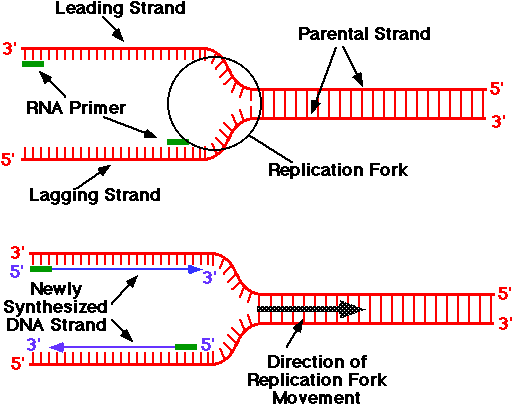 Leading Strand
Parental Strand
3'
5'
RNA Primer
3'
5'
Replication Fork
Lagging Strand
3'
5'
3'
5'
Newly
Synthesized
DNA Strand
3'
3'
5'
5'
Direction of
Replication Fork
Movement